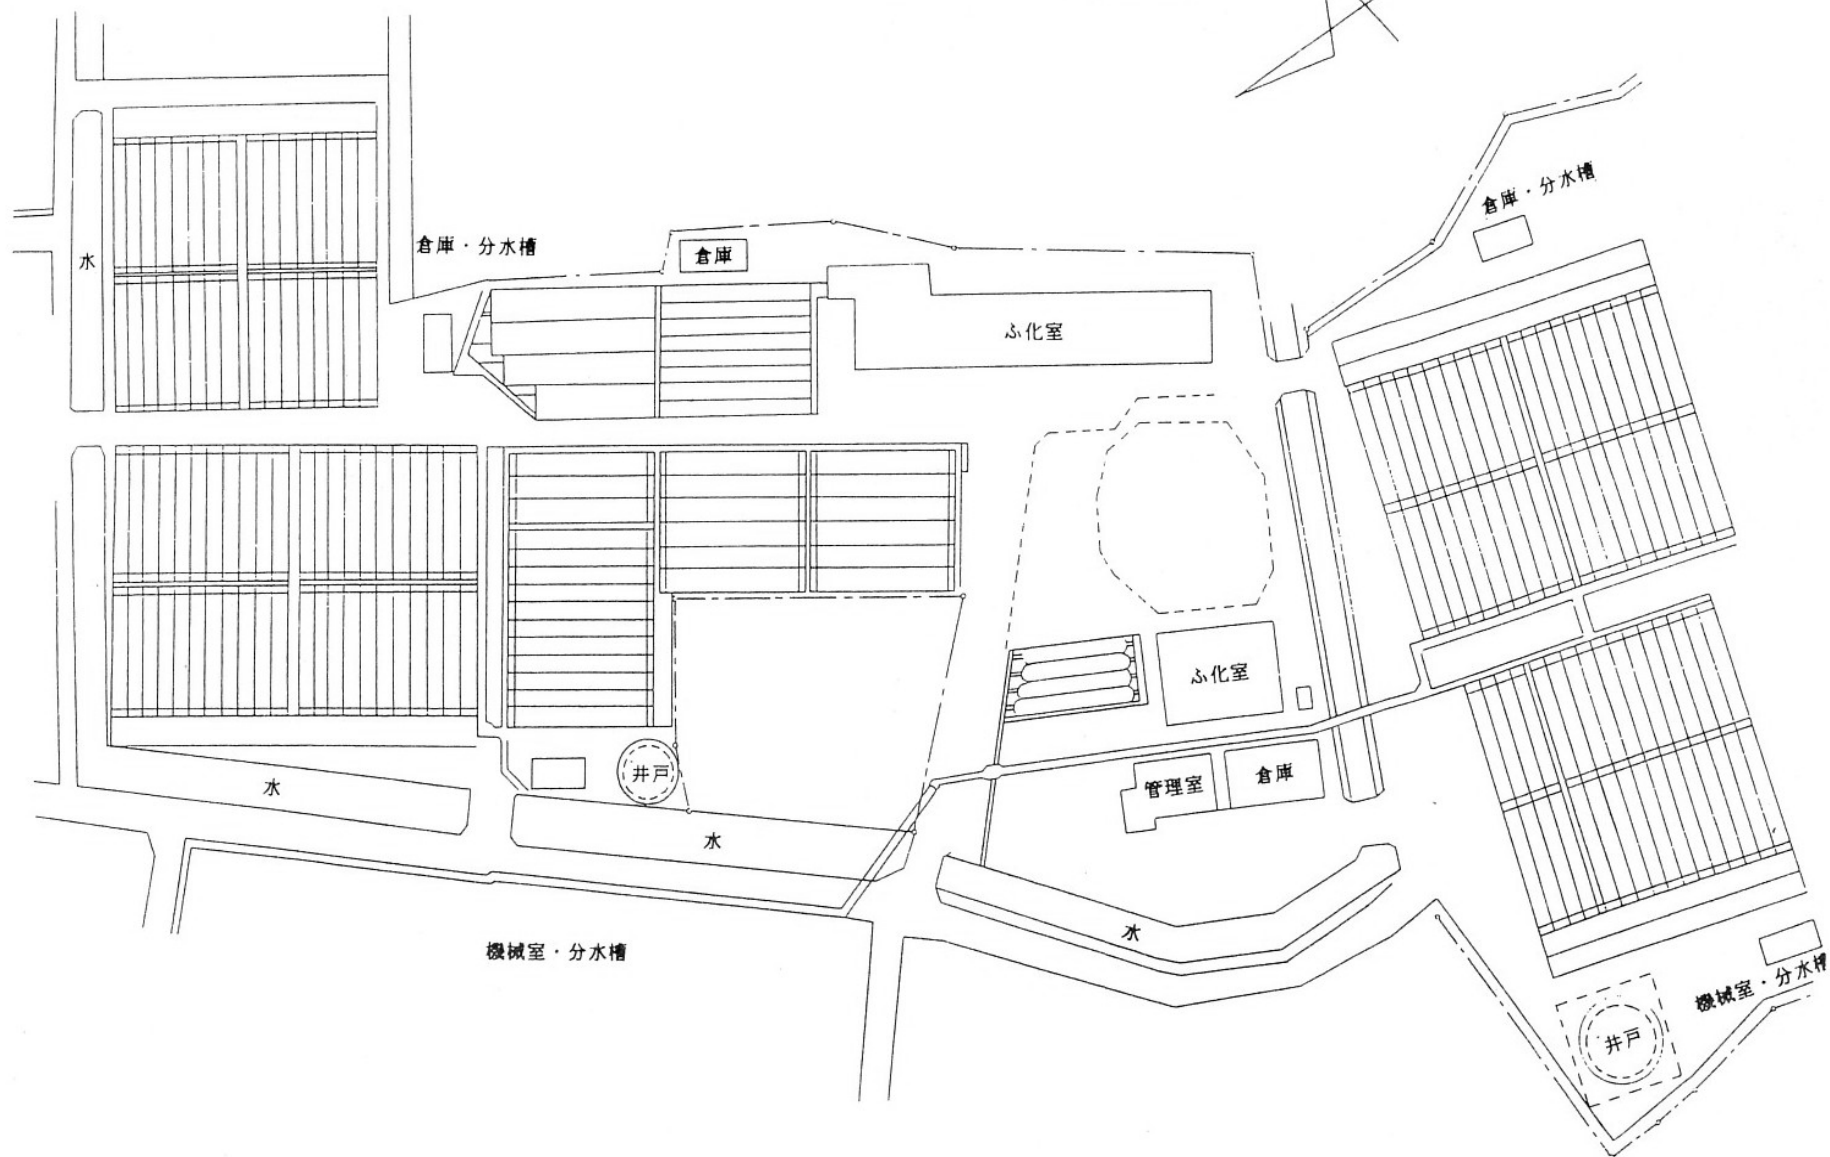 倉庫・分水槽
水
倉庫・分水槽
倉庫
ふ化室
ふ化室
井戸
管理室
倉庫
水
水
水
機械室・分水槽
機械室・分水槽
井戸